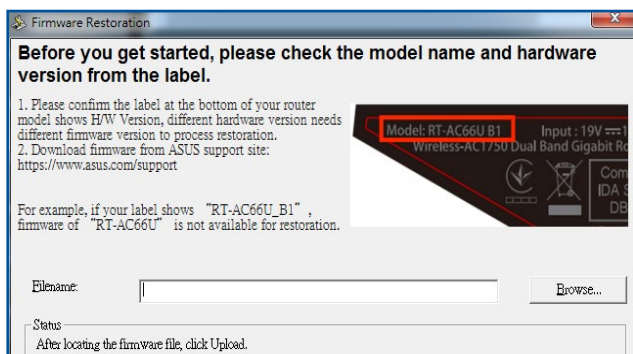 Firmware Restoration
Before you get started, please check the model name and hardware
version from the label.
1. Please confirm the label at the bottom of your router
model shows H/W Version, different hardware version needs
different firmware version to process restoration.
2. Download firmware from ASUS support site:
https://www.asus.com/support
For example, if your label shows “RT-AC66U_B1”,
firmware of “RT-AC66U” is not available for restoration.
Model: RT-AC66U B1 Input : 19V
Wireless-AC1750 Dual Band Gigabit
Com
IDA S
DB
Filename:
Browse...
Status
After locating the firmware file, click Upload.